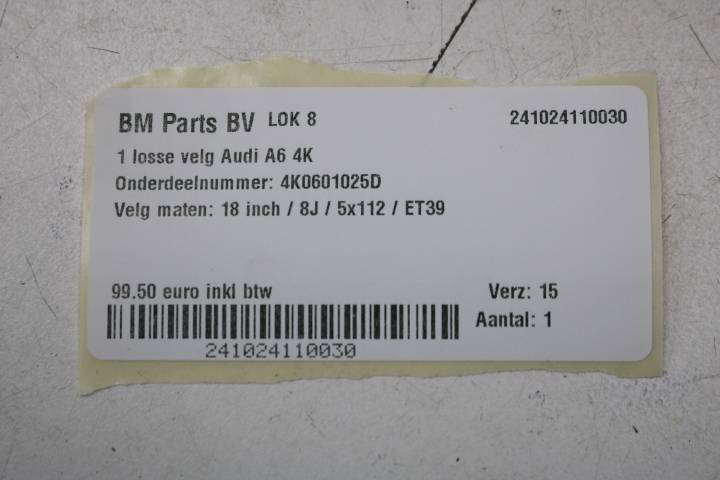 BM Parts BV LOK 8 241024110030
1 losse velg Audi A6 4K
Onderdeelnummer: 4K0601025D
Velg maten: 18 inch / 8J / 5x112 / ET39
99.50 euro inkl btw Verz: 15
Aantal: 1
241024110030